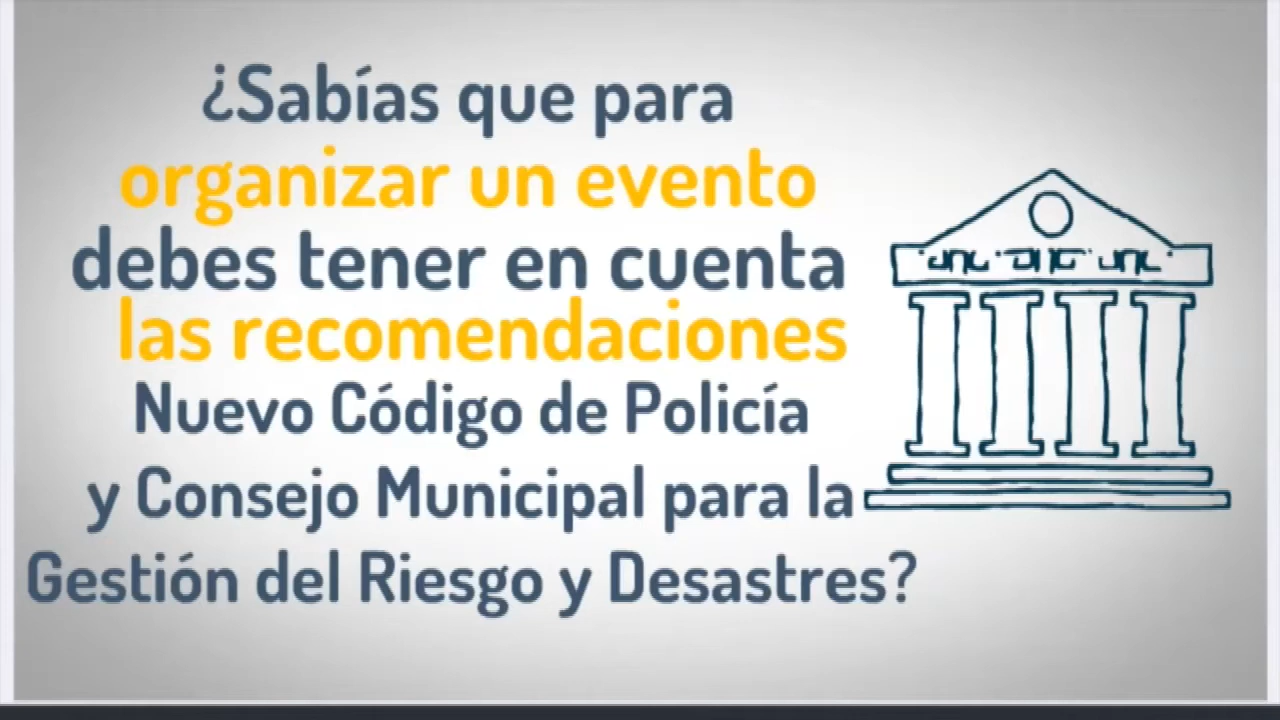 ¿Sabías que para
organizar un evento
debes tener en cuenta
las recomendaciones
Nuevo Código de Policía
y Consejo Municipal para la
Gestión del Riesgo y Desastres?